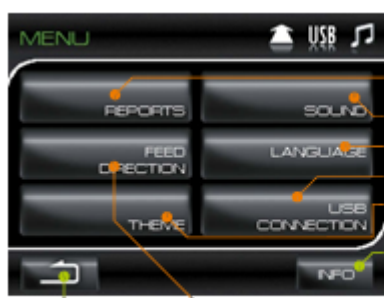 MENU USB
REPORTS SOUND
FEED LANGUAGE
DIRECTION
USB
THEME CONNECTION
INFO